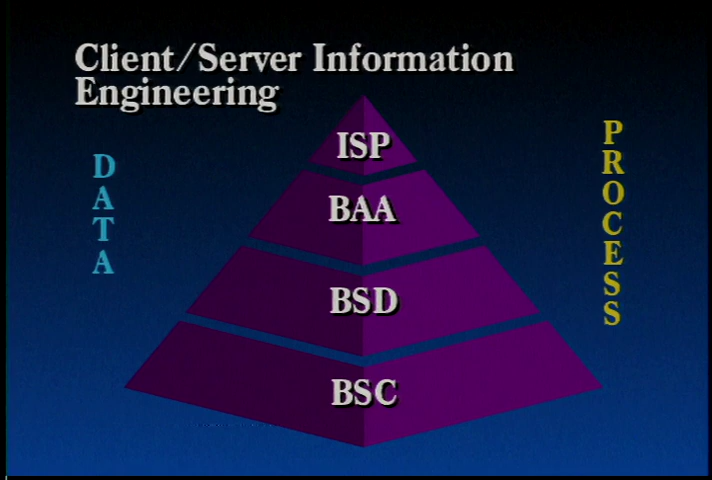 Client/Server Information
Engineering
ISP
BAA
BSD
BSC
DATA
PROCESS